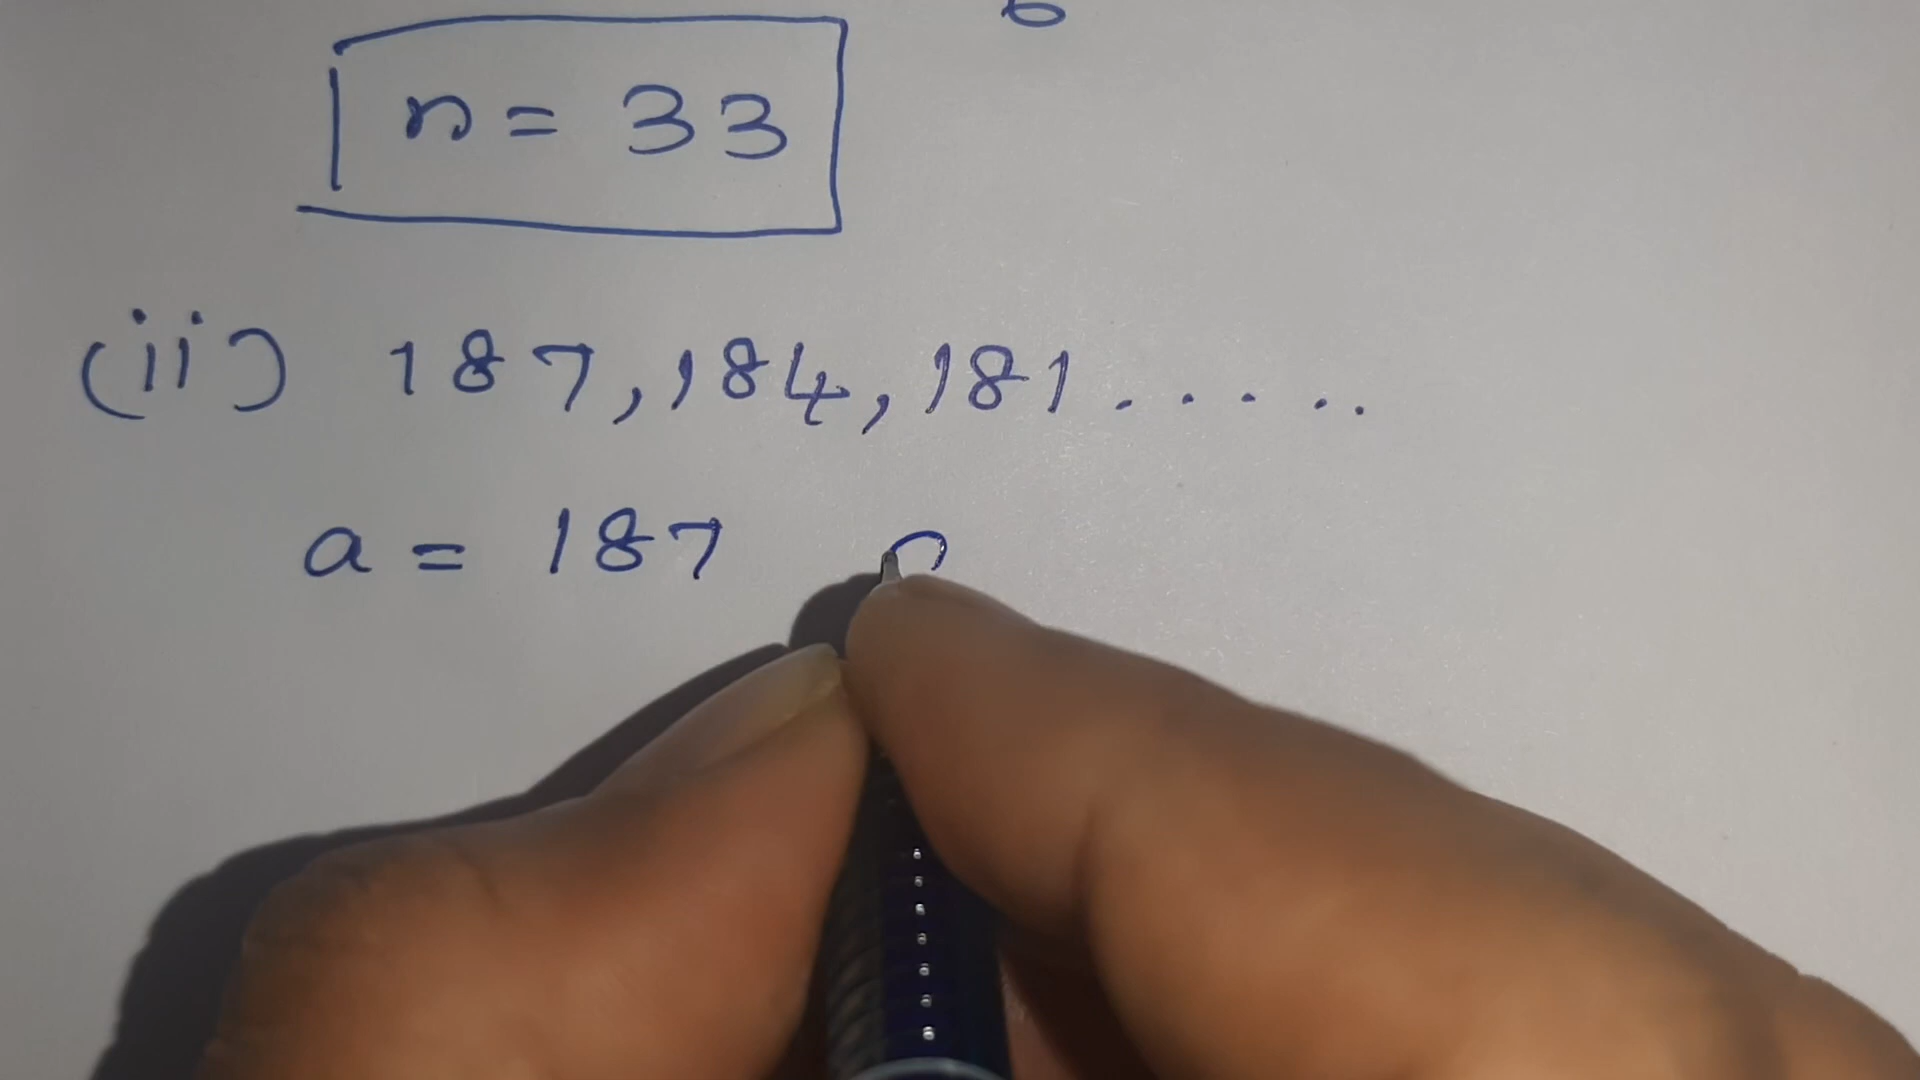 n = 33
(ii) 187, 184, 181.....
a = 187